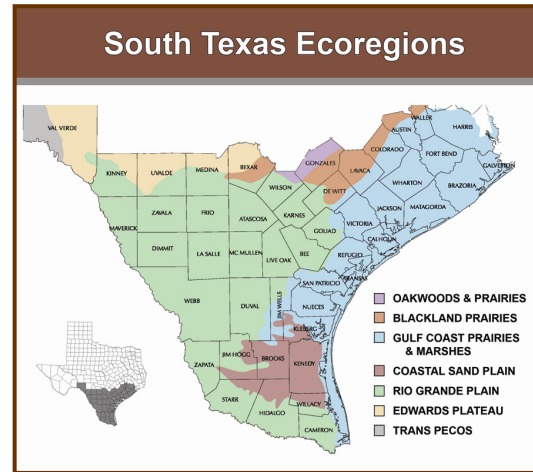 South Texas Ecoregions
VAL VERDE
WALLER
AUSTIN
HARRIS
COLORADO
GONZALES
BEXAR
MEDINA
UVALDE
KINNEY
LAVACA
FORT BEND
GALVESTON
WILSON
DE WITT
WHARTON
BRAZORIA
ZAVALA
FRIO
ATASCOSA
KARNES
JACKSON
MATAGORDA
MAVERICK
GOLIAD
VICTORIA
DIMMIT
LA SALLE
MC MULLEN
LIVE OAK
BEE
CALHOUN
REFUGIO
ARANSAS
SAN PATRICIO
WEBB
DUVAL
JIM WELLS
NUECES
KLEBERG
ZAPATA
JIM HOGG
BROOKS
KENEDY
STARR
HIDALGO
WILLACY
CAMERON
OAKWOODS & PRAIRIES
BLACKLAND PRAIRIES
GULF COAST PRAIRIES
& MARSHES
COASTAL SAND PLAIN
RIO GRANDE PLAIN
EDWARDS PLATEAU
TRANS PECOS